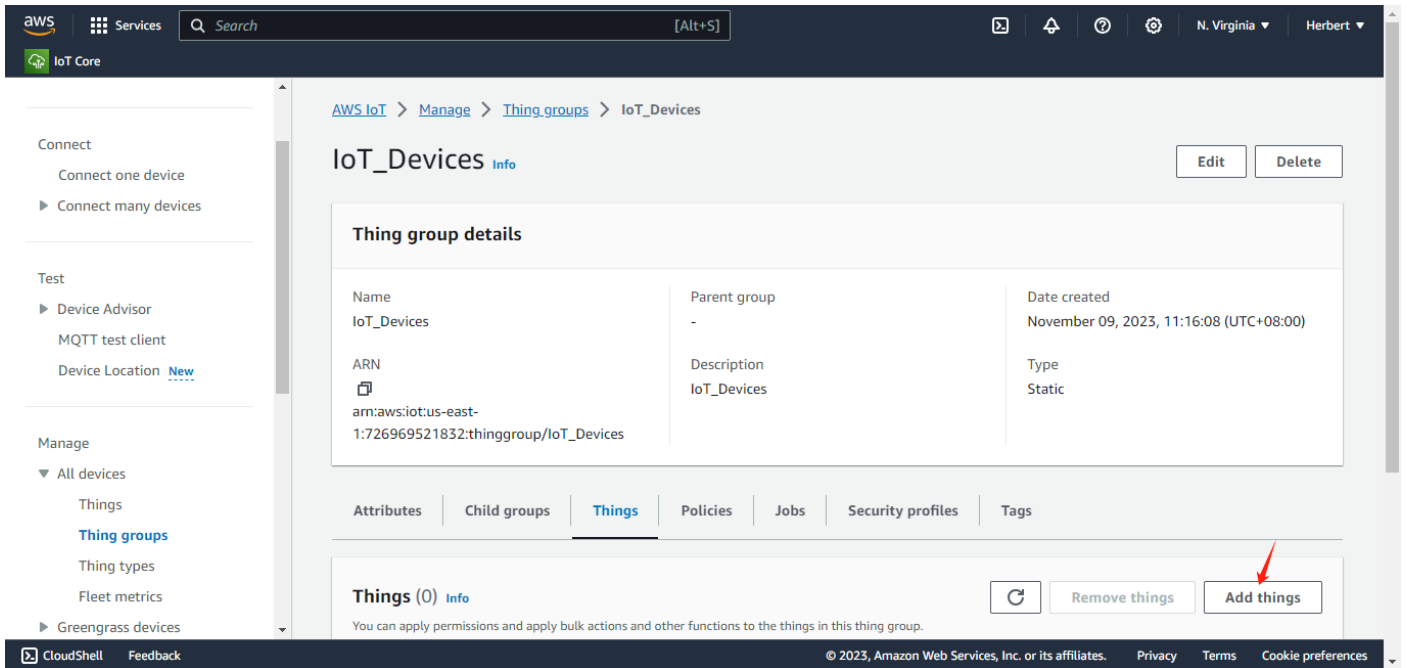 aws
Services
Search [Alt+S]
N. Virginia
Herbert
IoT Core
Connect
Connect one device
Connect many devices
Test
Device Advisor
MQTT test client
Device Location New
Manage
All devices
Things
Thing groups
Thing types
Fleet metrics
Greengrass devices
AWS IoT > Manage > Thing groups > IoT_Devices
IoT_Devices Info
Edit
Delete
Thing group details
Name
IoT_Devices
ARN
arn:aws:iot:us-east-
1:726969521832:thinggroup/IoT_Devices
Parent group
-
Description
IoT_Devices
Date created
November 09, 2023, 11:16:08 (UTC+08:00)
Type
Static
Attributes
Child groups
Things
Policies
Jobs
Security profiles
Tags
Things (0) Info
Remove things
Add things
You can apply permissions and apply bulk actions and other functions to the things in this thing group.
CloudShell
Feedback
© 2023, Amazon Web Services, Inc. or its affiliates.
Privacy
Terms
Cookie preferences